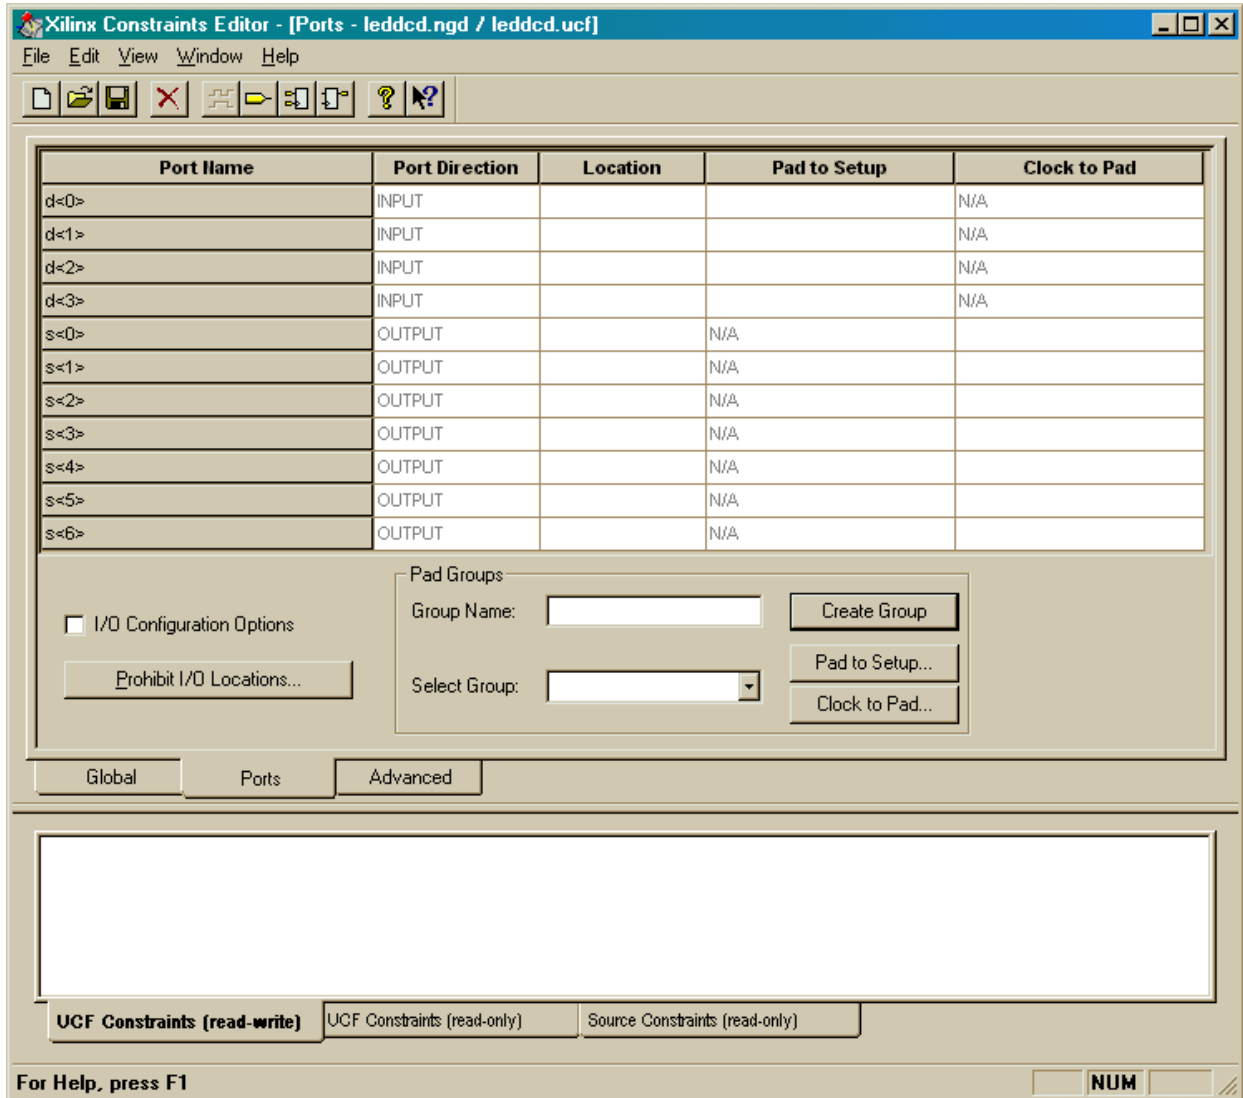 Xilinx Constraints Editor - [Ports - leddcd.ngd / leddcd.ucf]
File Edit View Window Help
Port Name Port Direction Location Pad to Setup Clock to Pad
d<0> INPUT N/A
d<1> INPUT N/A
d<2> INPUT N/A
d<3> INPUT N/A
s<0> OUTPUT N/A
s<1> OUTPUT N/A
s<2> OUTPUT N/A
s<3> OUTPUT N/A
s<4> OUTPUT N/A
s<5> OUTPUT N/A
s<6> OUTPUT N/A
Pad Groups
Group Name: Create Group
I/O Configuration Options
Pad to Setup...
Prohibit I/O Locations... Select Group:
Clock to Pad...
Global Ports Advanced
UCF Constraints (read-write) UCF Constraints (read-only) Source Constraints (read-only)
For Help, press F1 NUM